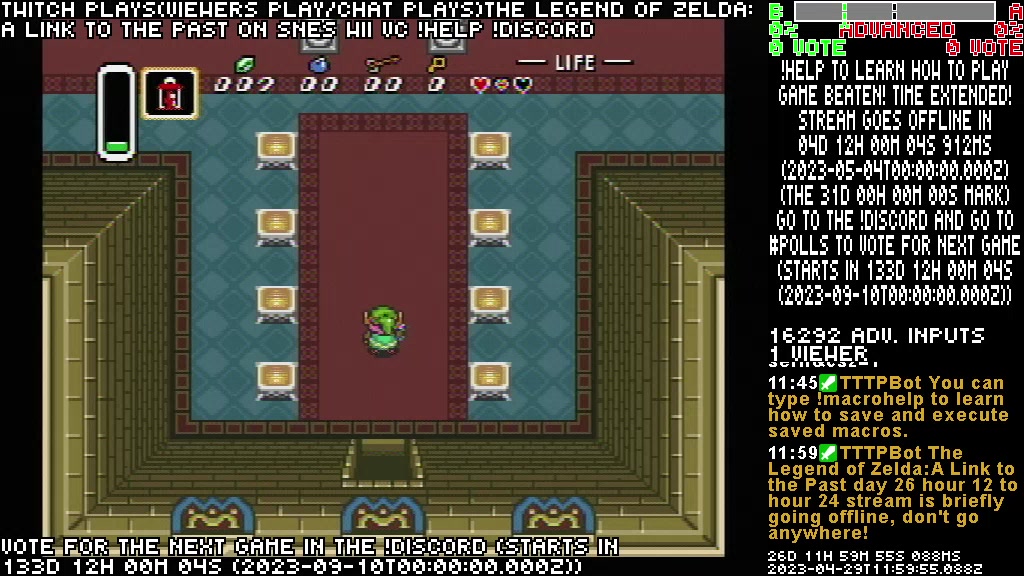 TWITCH PLAYS(VIEWERS PLAY/CHAT PLAYS)THE LEGEND OF ZELDA:
A LINK TO THE PAST ON SNES WII VC !HELP !DISCORD
B A
0% ADVANCED 0%
0 VOTE 0 VOTE
LIFE
007 00 00 0
!HELP TO LEARN HOW TO PLAY
GAME BEATEN! TIME EXTENDED!
STREAM GOES OFFLINE IN
04D 12H 00M 04S 912MS
(2023-05-04T00:00:00.000Z)
(THE 31D 00H 00M 00S MARK)
GO TO THE !DISCORD AND GO TO
#POLLS TO VOTE FOR NEXT GAME
(STARTS IN 133D 12H 00M 04S
(2023-09-10T00:00:00.000Z))
16292 ADV. INPUTS
1 VIEWER
11:45 TTTPBot You can
type !macrohelp to learn
how to save and execute
saved macros.
11:59 TTTPBot The
Legend of Zelda:A Link to
the Past day 26 hour 12 to
hour 24 stream is briefly
going offline, don't go
anywhere!
VOTE FOR THE NEXT GAME IN THE !DISCORD (STARTS IN
133D 12H 00M 04S (2023-09-10T00:00:00.000Z))
26D 11H 59M 55S 088MS
2023-04-29T11:59:55.088Z